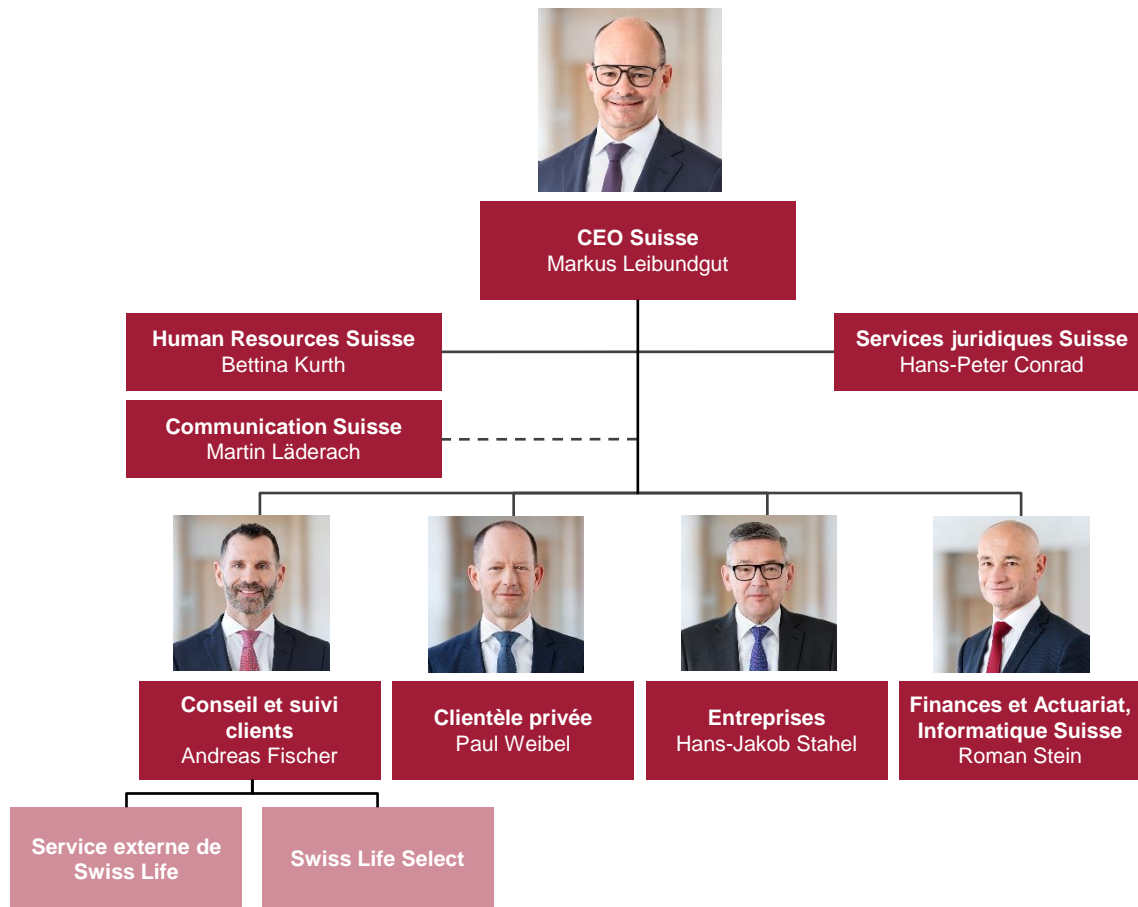 CEO Suisse
Markus Leibundgut
Human Resources Suisse
Bettina Kurth
Services juridiques Suisse
Hans-Peter Conrad
Communication Suisse
Martin Läderach
Conseil et suivi
clients
Andreas Fischer
Clientèle privée
Paul Weibel
Entreprises
Hans-Jakob Stahel
Finances et Actuariat,
Informatique Suisse
Roman Stein
Service externe de
Swiss Life
Swiss Life Select